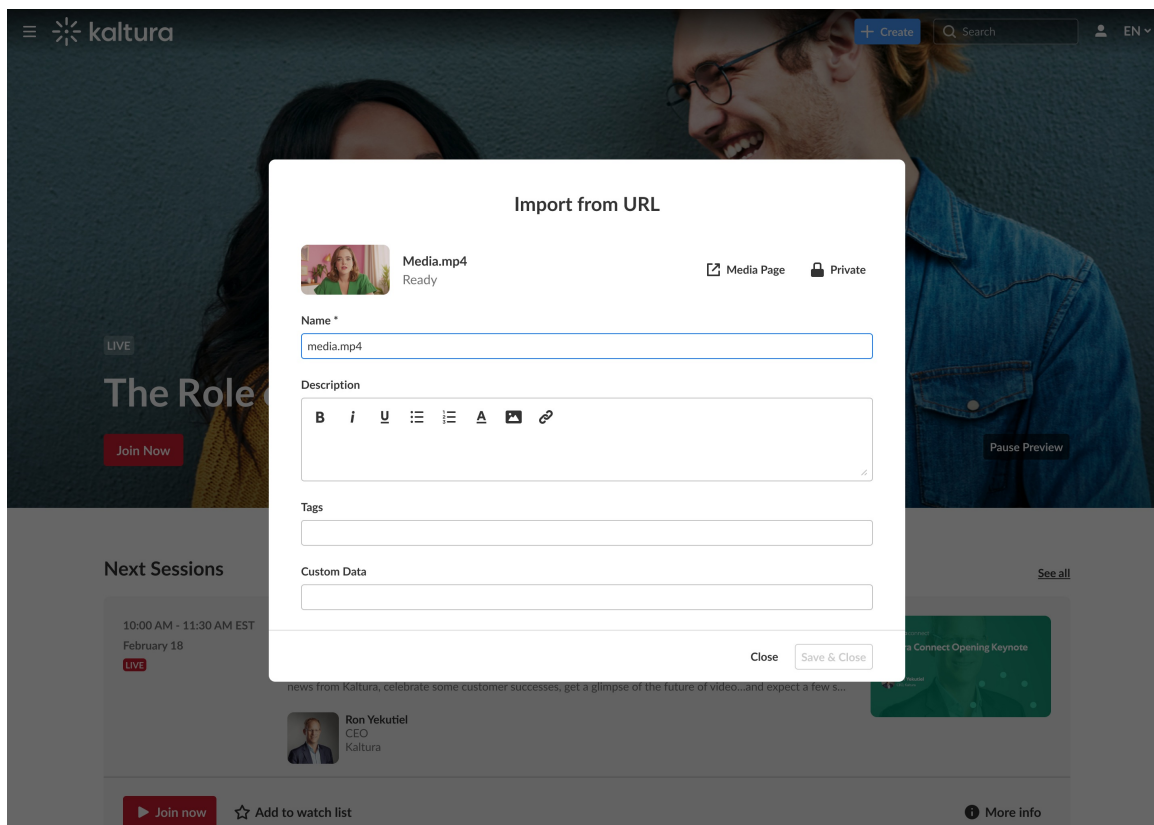 kaltura
+ Create
Search
EN
LIVE
The Role
Join Now
Pause Preview
Import from URL
Media.mp4
Ready
Media Page
Private
Name *
media.mp4
Description
B i U A
Tags
Custom Data
Close
Save & Close
Next Sessions
See all
10:00 AM - 11:30 AM EST
February 18
LIVE
news from Kaltura, celebrate some customer successes, get a glimpse of the future of video...and expect a few s...
Connect Opening Keynote
Ron Yekutiel
CEO
Kaltura
Join now
Add to watch list
More info